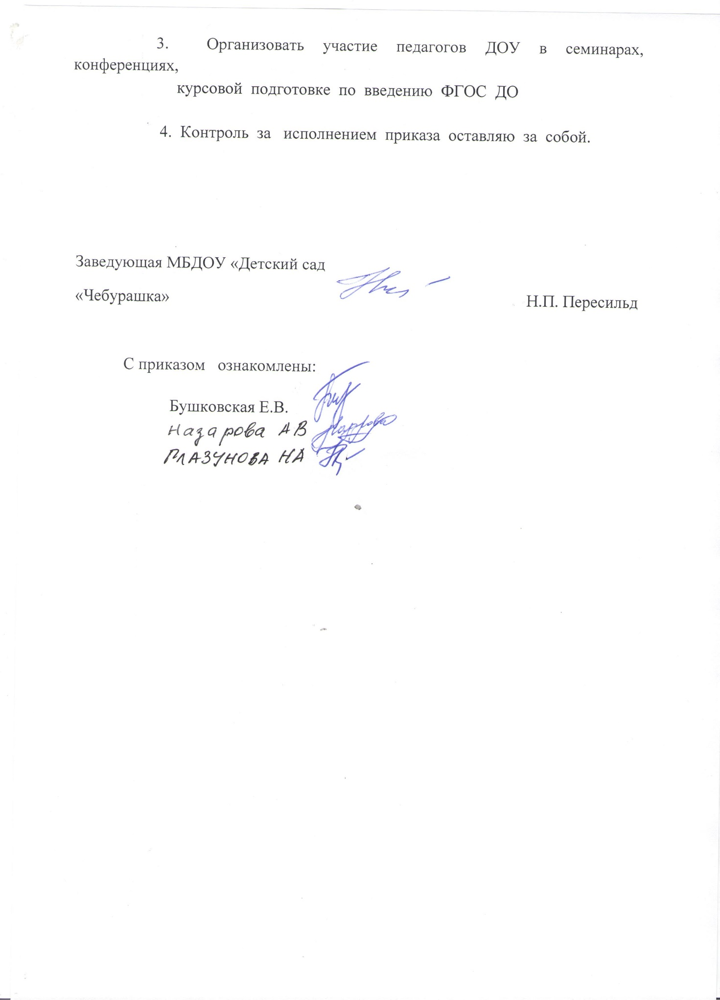 3. Организовать участие педагогов ДОУ в семинарах,
конференциях,
курсовой подготовке по введению ФГОС ДО
4. Контроль за исполнением приказа оставляю за собой.
Заведующая МБДОУ «Детский сад
«Чебурашка»
Н.П. Пересильд
С приказом ознакомлены:
Бушковская Е.В.
Назарова АВ
ГЛАЗУНОВА НА